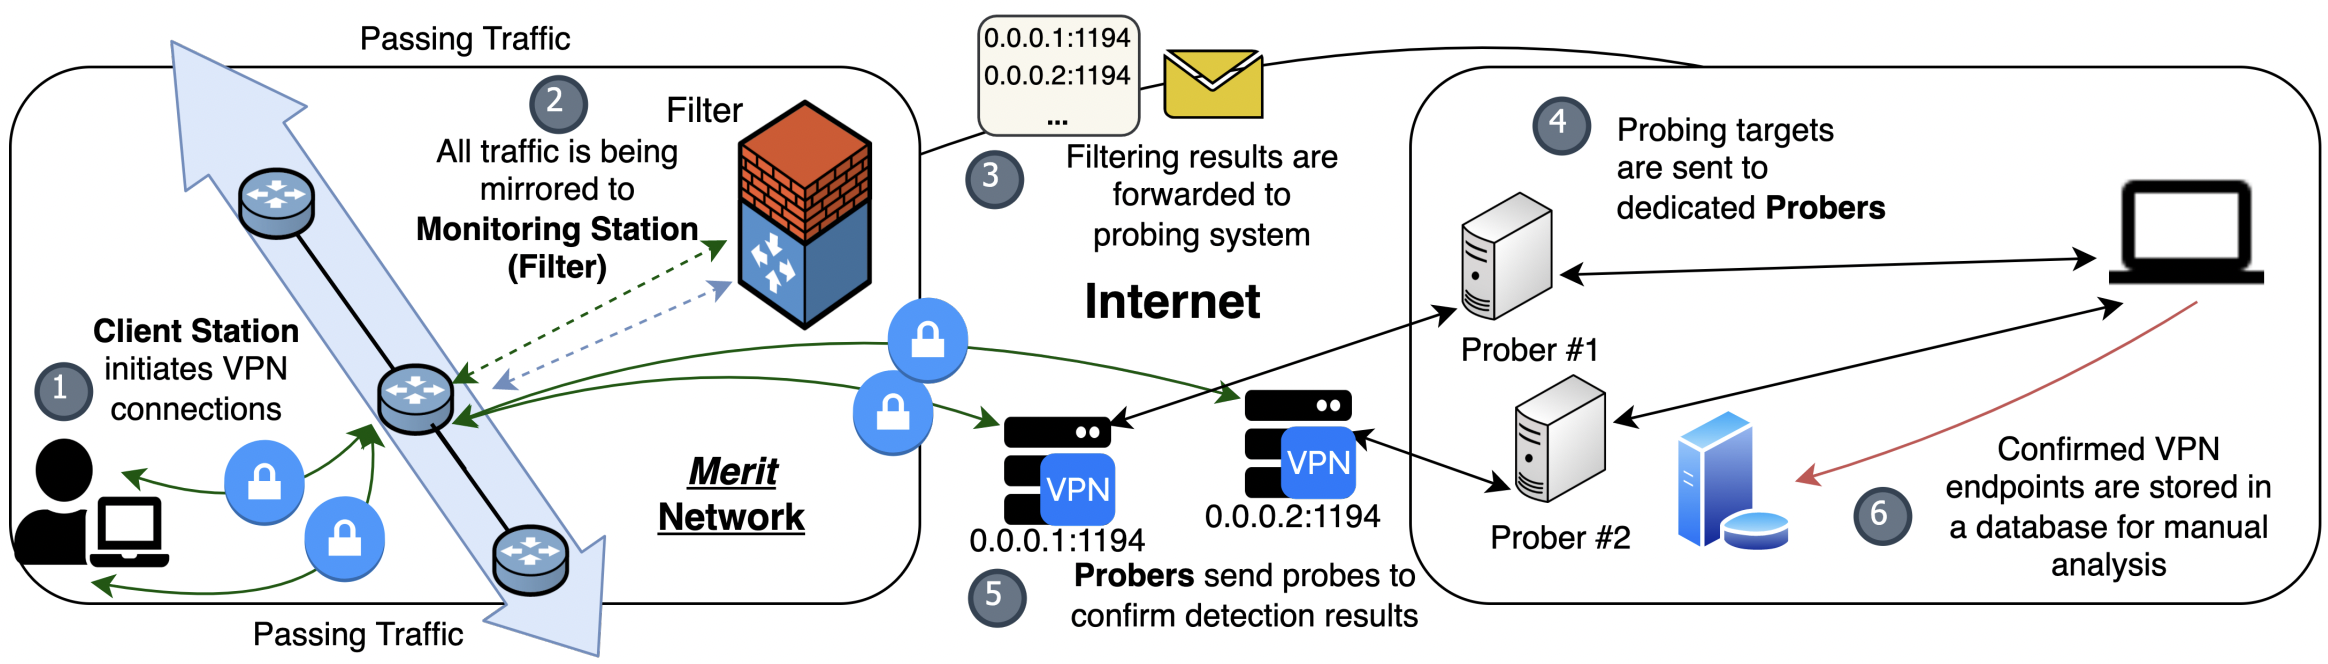 Passing Traffic
2
Filter
All traffic is being
mirrored to
Monitoring Station
(Filter)
1
Client Station
initiates VPN
connections
Merit
Network
Passing Traffic
0.0.0.1:1194
0.0.0.2:1194
...
3
Filtering results are
forwarded to
probing system
Internet
VPN
0.0.0.1:1194
VPN
0.0.0.2:1194
5
Probers send probes to
confirm detection results
4
Probing targets
are sent to
dedicated Probers
Prober #1
Prober #2
6
Confirmed VPN
endpoints are stored in
a database for manual
analysis